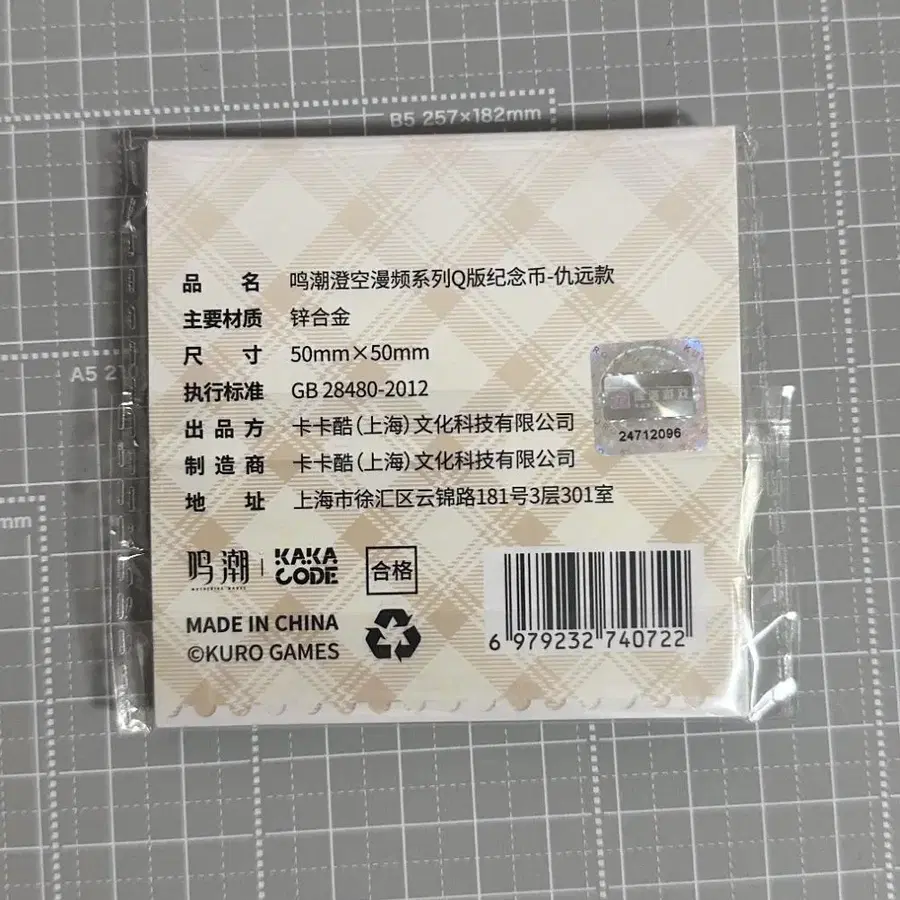 B5 257×182mm
A5 21
mm
品 名 鸣潮澄空漫频系列Q版纪念币-仇远款
主要材质 锌合金
尺 寸 50mm×50mm
执行标准 GB 28480-2012
出品方 卡卡酷(上海)文化科技有限公司
制造商 卡卡酷(上海)文化科技有限公司
地 址 上海市徐汇区云锦路181号3层301室
24712096
鸣潮 | KAKA CODE
WUTHERING WAVES
合格
MADE IN CHINA
©KURO GAMES
6 979232 740722